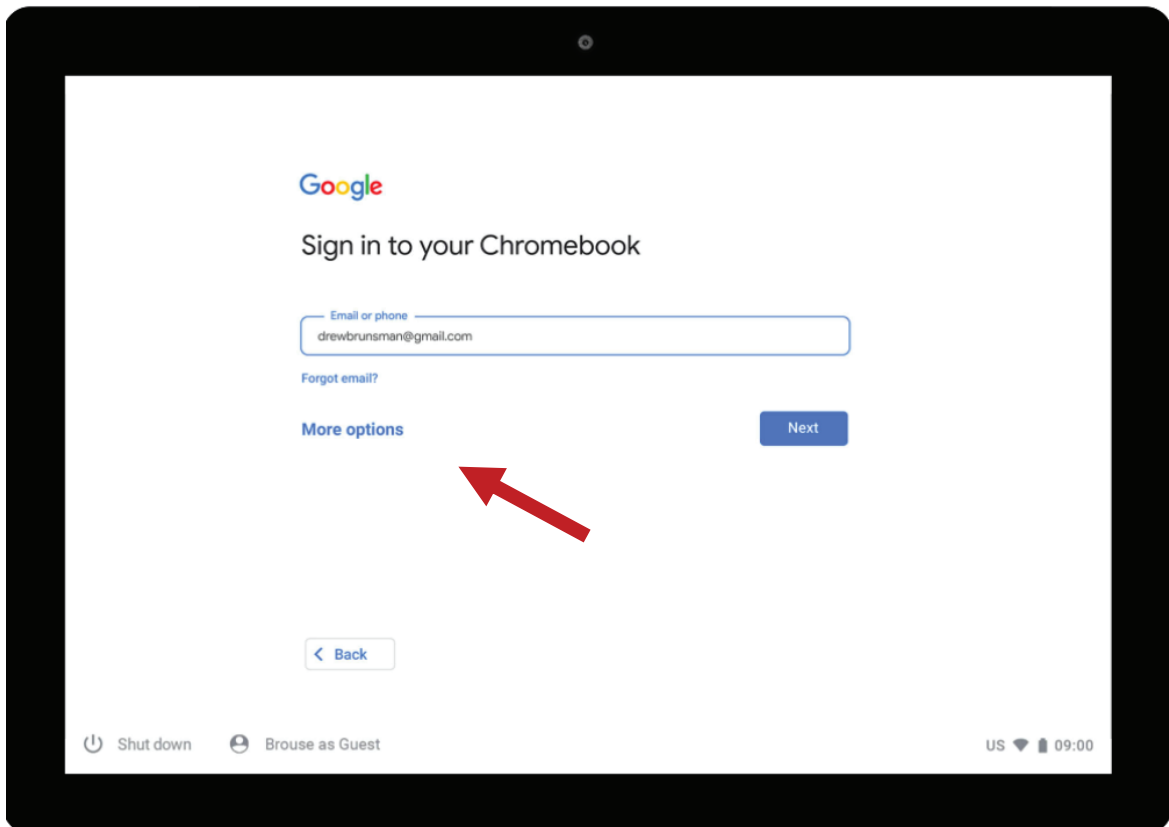 Google
Sign in to your Chromebook
Email or phone
drewbrunsman@gmail.com
Forgot email?
More options
Next
Back
Shut down
Brouse as Guest
US
09:00